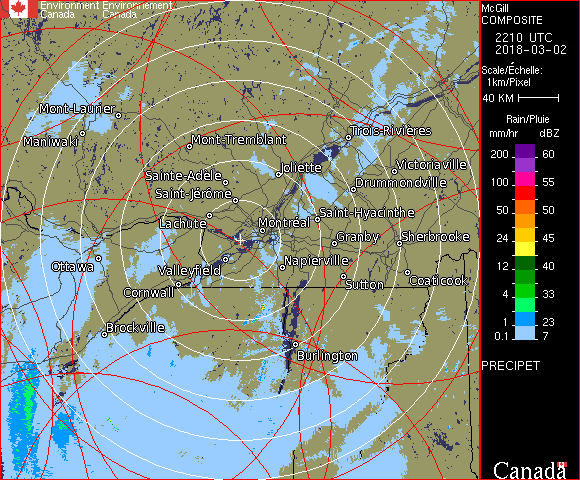 Environment Environnement
Canada Canada
McGill
COMPOSITE
2210 UTC
2018-03-02
Scale/Échelle:
1km/Pixel
40 KM
Rain/Pluie
mm/hr dBZ
200 60
55
100 55
50 50
24 45
12 40
4 33
1 23
0.1 7
PRECIPET
Canada
Mont-Laurier
Maniwaki
Mont-Tremblant
Trois-Rivières
Sainte-Adèle
Joliette
Victoriaville
Saint-Jérôme
Drummondville
Lachute
Montréal
Saint-Hyacinthe
Granby
Sherbrooke
Ottawa
Valleyfield
Napierville
Cornwall
Sutton
Coaticook
Brockville
Burlington